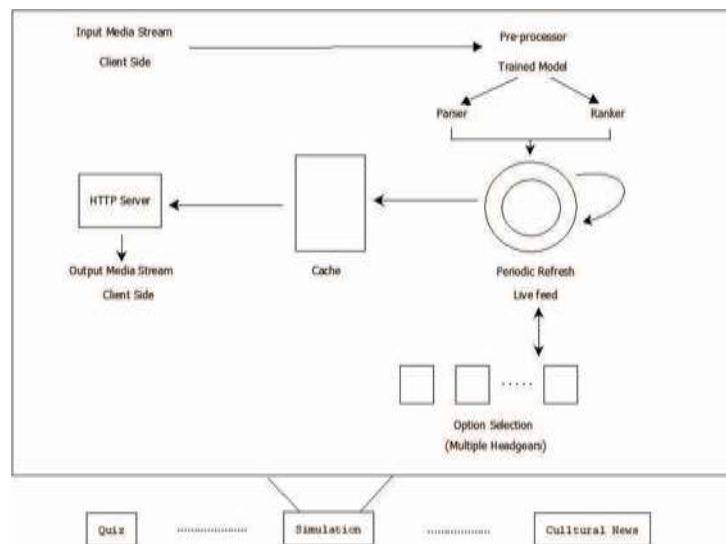 Input Media Stream
Client Side
Pre-processor
Trained Model
Parser
Ranker
HTTP Server
Output Media Stream
Client Side
Cache
Periodic Refresh
Live feed
Option Selection
(Multiple Headgears)
Quiz
Simulation
Culltural News